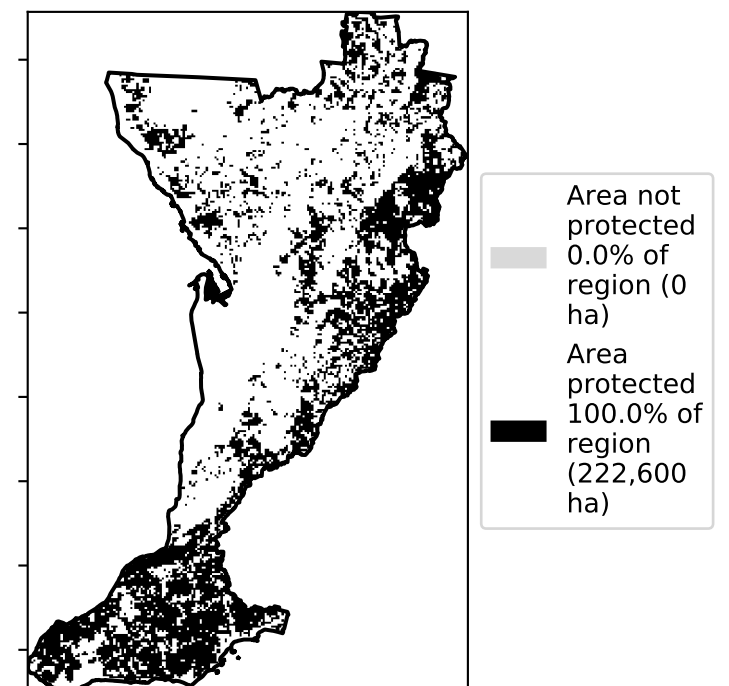 Area not
protected
0.0% of
region (0
ha)
Area
protected
100.0% of
region
(222,600
ha)